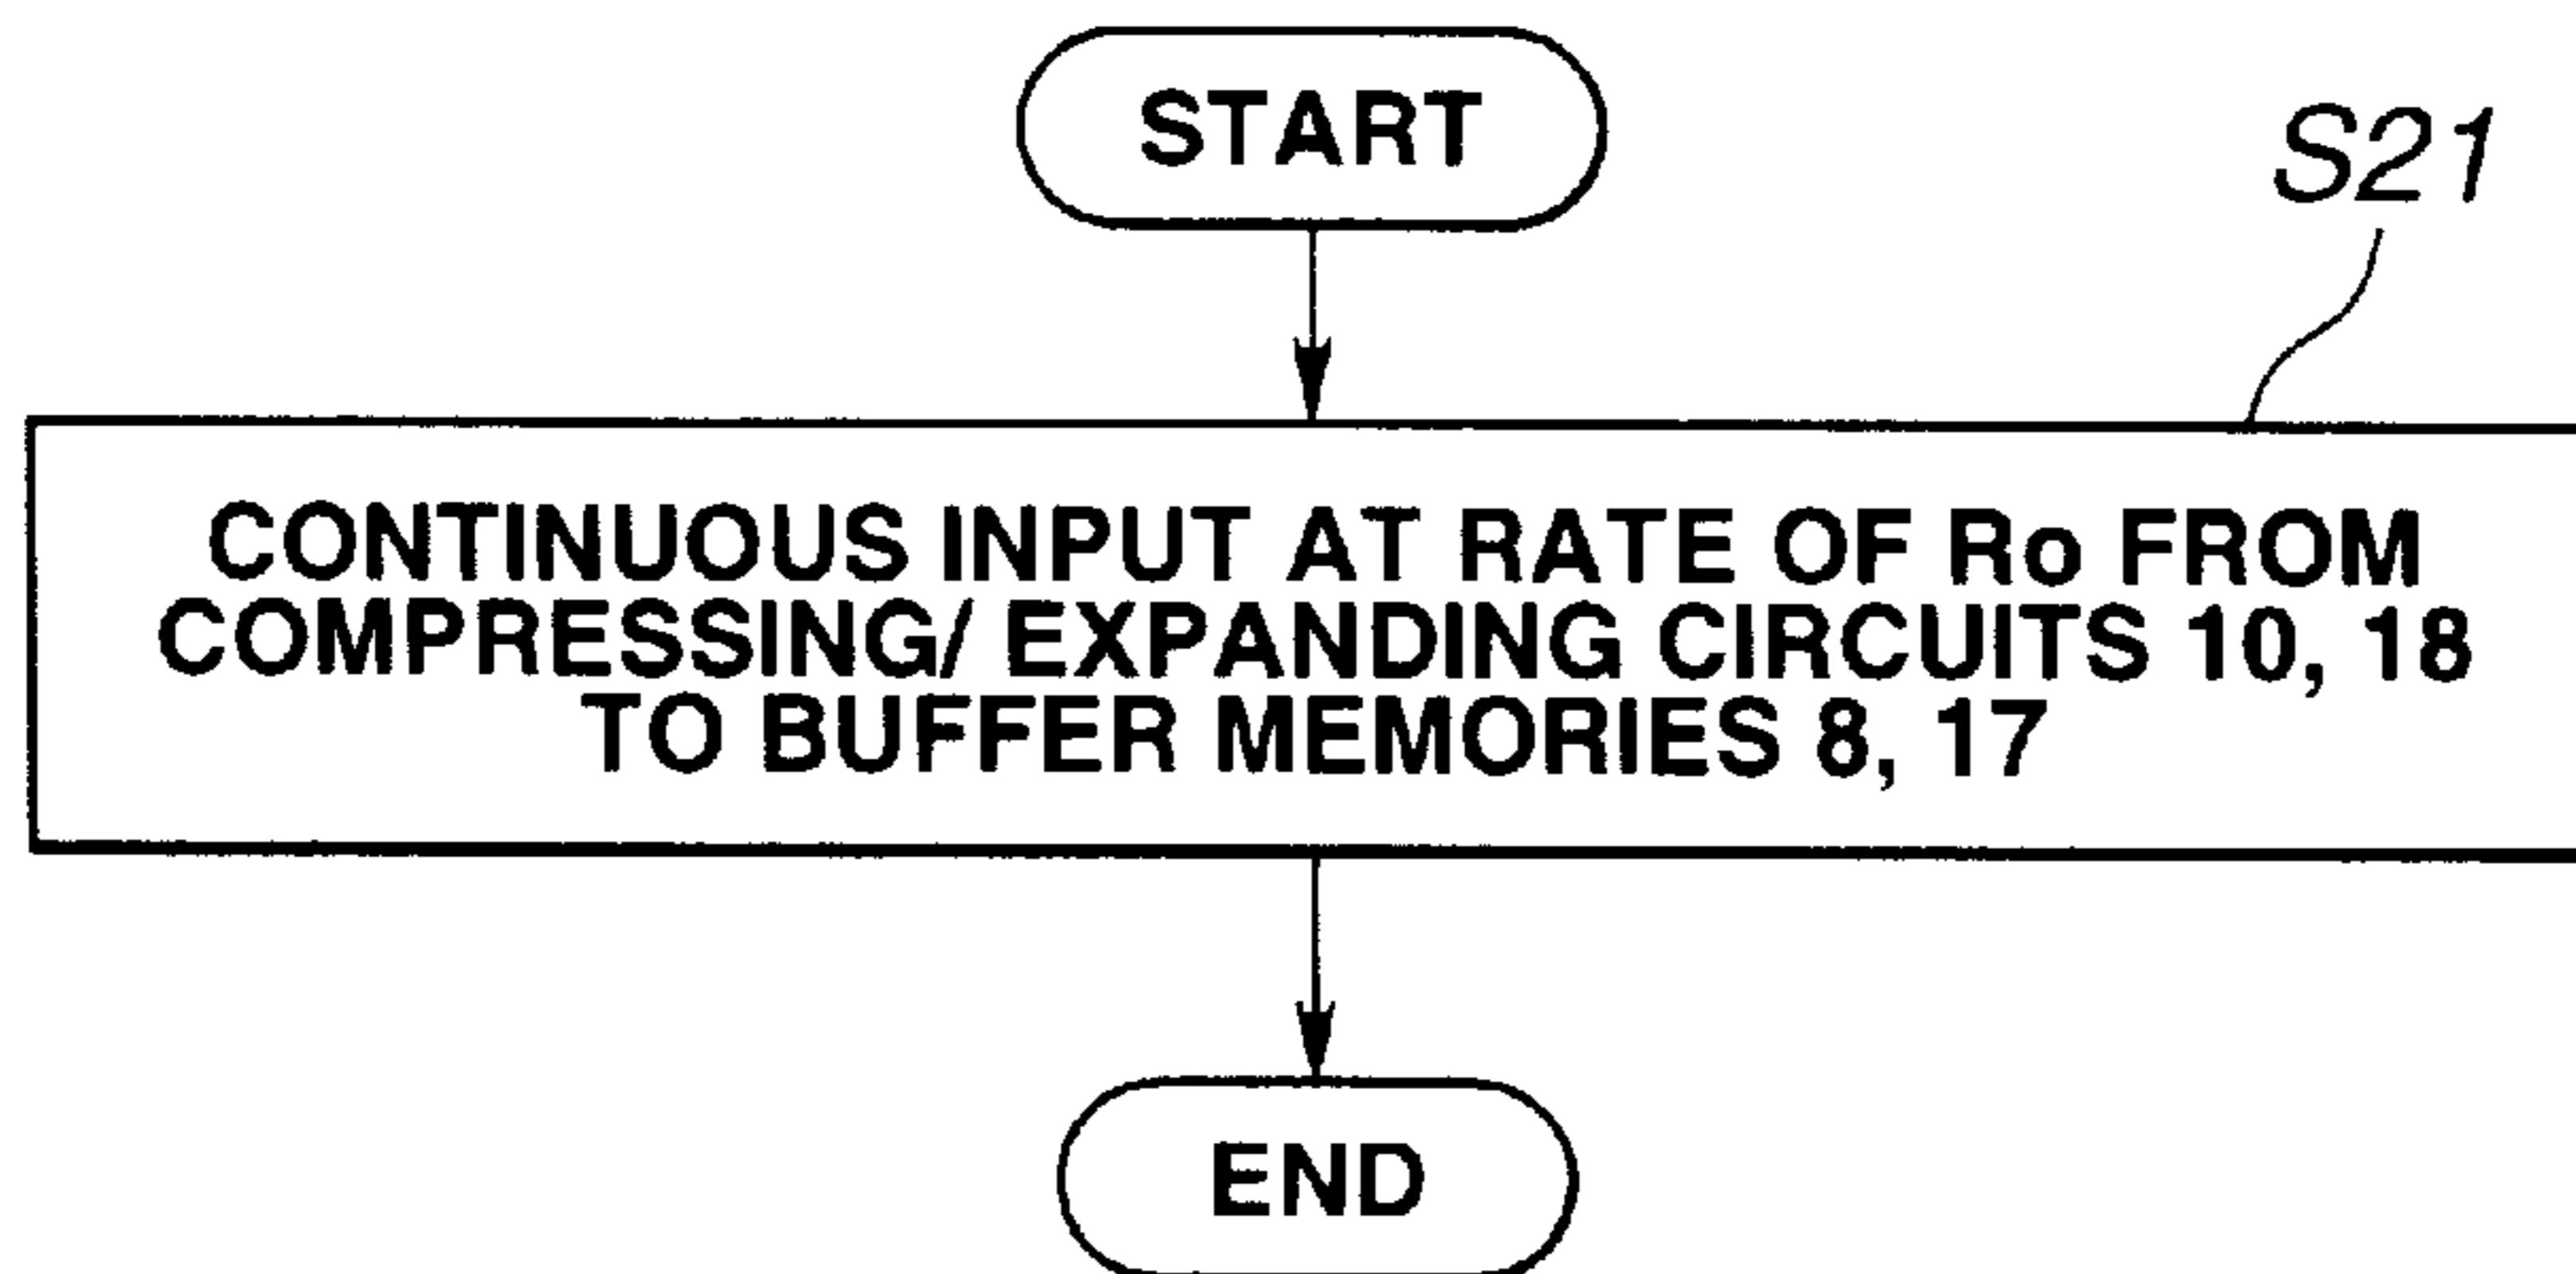 START
S21
CONTINUOUS INPUT AT RATE OF Ro FROM
COMPRESSING/ EXPANDING CIRCUITS 10, 18
TO BUFFER MEMORIES 8, 17
END